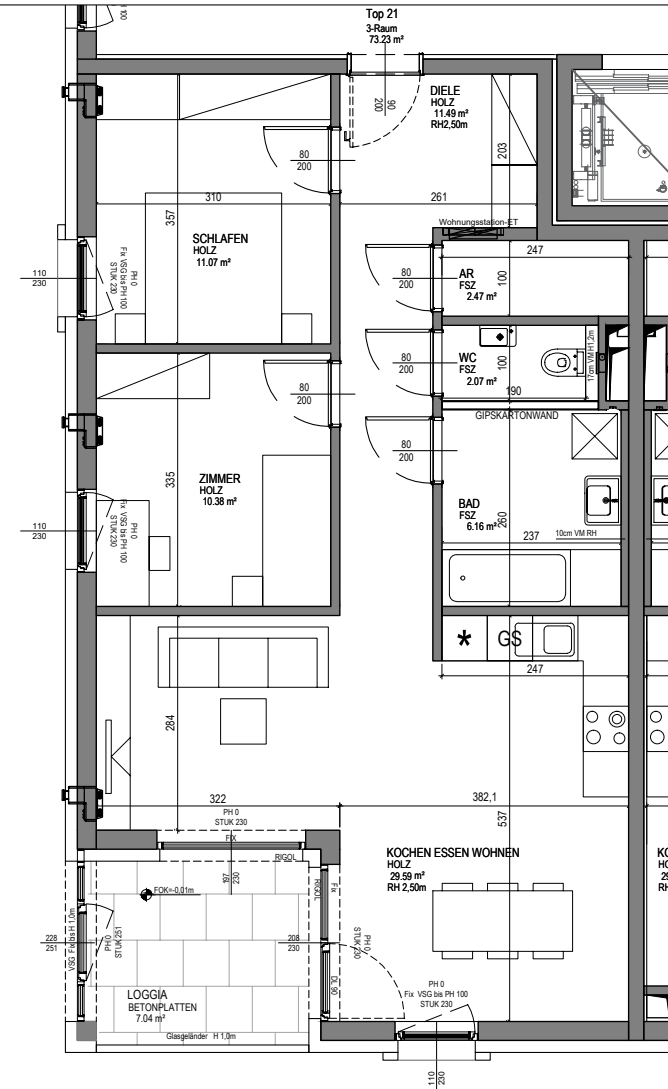 Top 21
3-Raum
73.23 m²
100
DIELE
HOLZ
11.49 m²
RH2,50m
90
200
203
80
200
310
261
357
SCHLAFEN
HOLZ
11.07 m²
Wohnungsstation-ET
247
110
230
PH 0
Fix VSG bis PH 100
STUK 230
80
200
AR
FSZ
2.47 m²
100
80
200
WC
FSZ
2.07 m²
100
190
17cm VM H1,2m
80
200
GIPSKARTONWAND
80
200
335
ZIMMER
HOLZ
10.38 m²
BAD
FSZ
6.16 m²
260
237
10cm VM RH
110
230
PH 0
Fix VSG bis PH 100
STUK 230
*
GS
247
284
322
382,1
537
PH 0
STUK 230
FIX
RIGOL
197
230
KOCHEN ESSEN WOHNEN
HOLZ
29.59 m²
RH 2,50m
FOK=-0,01m
RIGOL
Fix
228
251
VSG Fix bis H 1,0m
PH 0
STUK 251
208
230
PH 0
STUK 230
DL 90
LOGGIA
BETONPLATTEN
7.04 m²
Glasgeländer H 1,0m
PH 0
Fix VSG bis PH 100
STUK 230
110
230